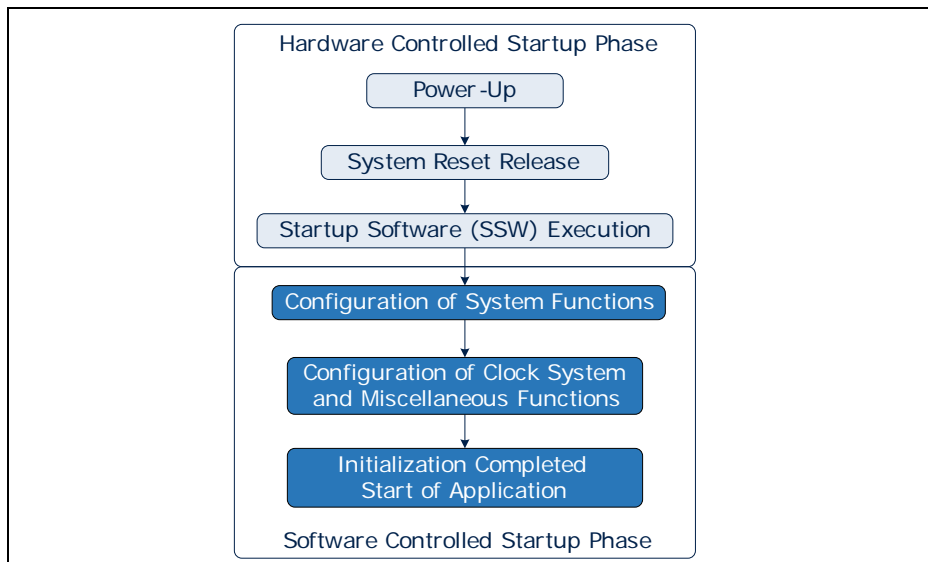 Hardware Controlled Startup Phase
Power-Up
System Reset Release
Startup Software (SSW) Execution
Configuration of System Functions
Configuration of Clock System
and Miscellaneous Functions
Initialization Completed
Start of Application
Software Controlled Startup Phase